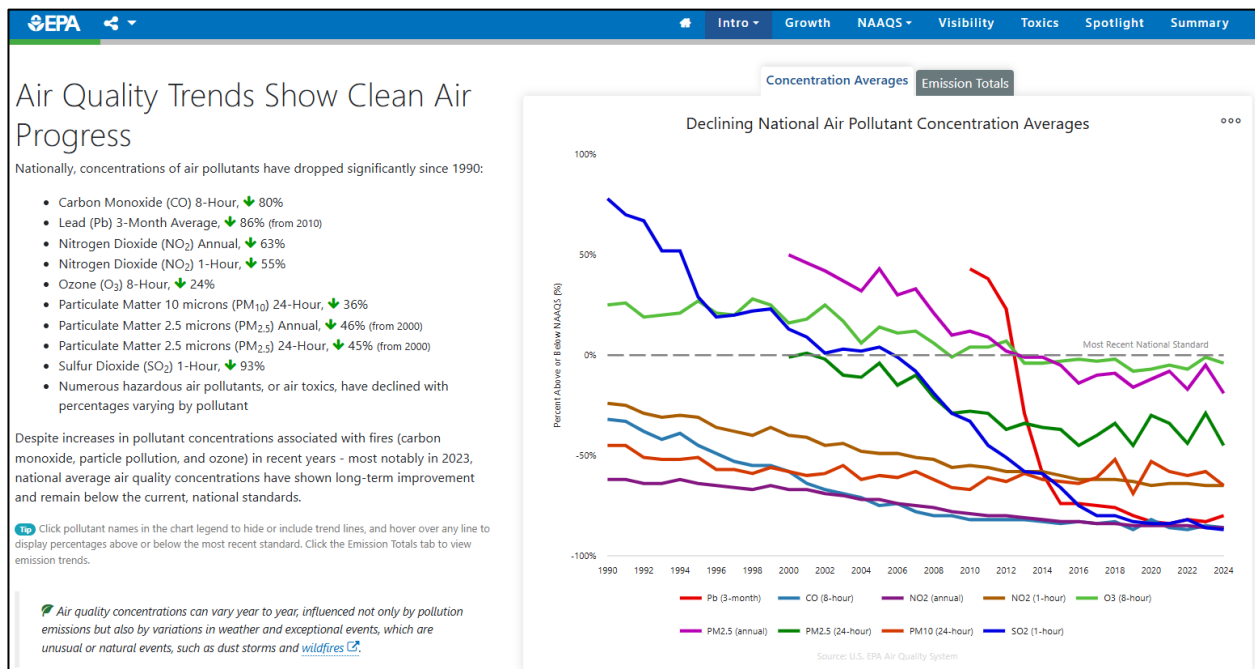 EPA
Intro Growth NAAQS Visibility Toxics Spotlight Summary
Air Quality Trends Show Clean Air
Progress
Nationally, concentrations of air pollutants have dropped significantly since 1990:
• Carbon Monoxide (CO) 8-Hour, ↓ 80%
• Lead (Pb) 3-Month Average, ↓ 86% (from 2010)
• Nitrogen Dioxide (NO₂) Annual, ↓ 63%
• Nitrogen Dioxide (NO₂) 1-Hour, ↓ 55%
• Ozone (O₃) 8-Hour, ↓ 24%
• Particulate Matter 10 microns (PM₁₀) 24-Hour, ↓ 36%
• Particulate Matter 2.5 microns (PM₂.₅) Annual, ↓ 46% (from 2000)
• Particulate Matter 2.5 microns (PM₂.₅) 24-Hour, ↓ 45% (from 2000)
• Sulfur Dioxide (SO₂) 1-Hour, ↓ 93%
• Numerous hazardous air pollutants, or air toxics, have declined with
percentages varying by pollutant
Despite increases in pollutant concentrations associated with fires (carbon
monoxide, particle pollution, and ozone) in recent years - most notably in 2023,
national average air quality concentrations have shown long-term improvement
and remain below the current, national standards.
Tip Click pollutant names in the chart legend to hide or include trend lines, and hover over any line to
display percentages above or below the most recent standard. Click the Emission Totals tab to view
emission trends.
Air quality concentrations can vary year to year, influenced not only by pollution
emissions but also by variations in weather and exceptional events, which are
unusual or natural events, such as dust storms and wildfires.
Concentration Averages Emission Totals
Declining National Air Pollutant Concentration Averages
Percent Above or Below NAAQS (%)
100%
50%
0%
-50%
-100%
Most Recent National Standard
1990 1992 1994 1996 1998 2000 2002 2004 2006 2008 2010 2012 2014 2016 2018 2020 2022 2024
Pb (3-month) CO (8-hour) NO2 (annual) NO2 (1-hour) O3 (8-hour)
PM2.5 (annual) PM2.5 (24-hour) PM10 (24-hour) SO2 (1-hour)
Source: U.S. EPA Air Quality System